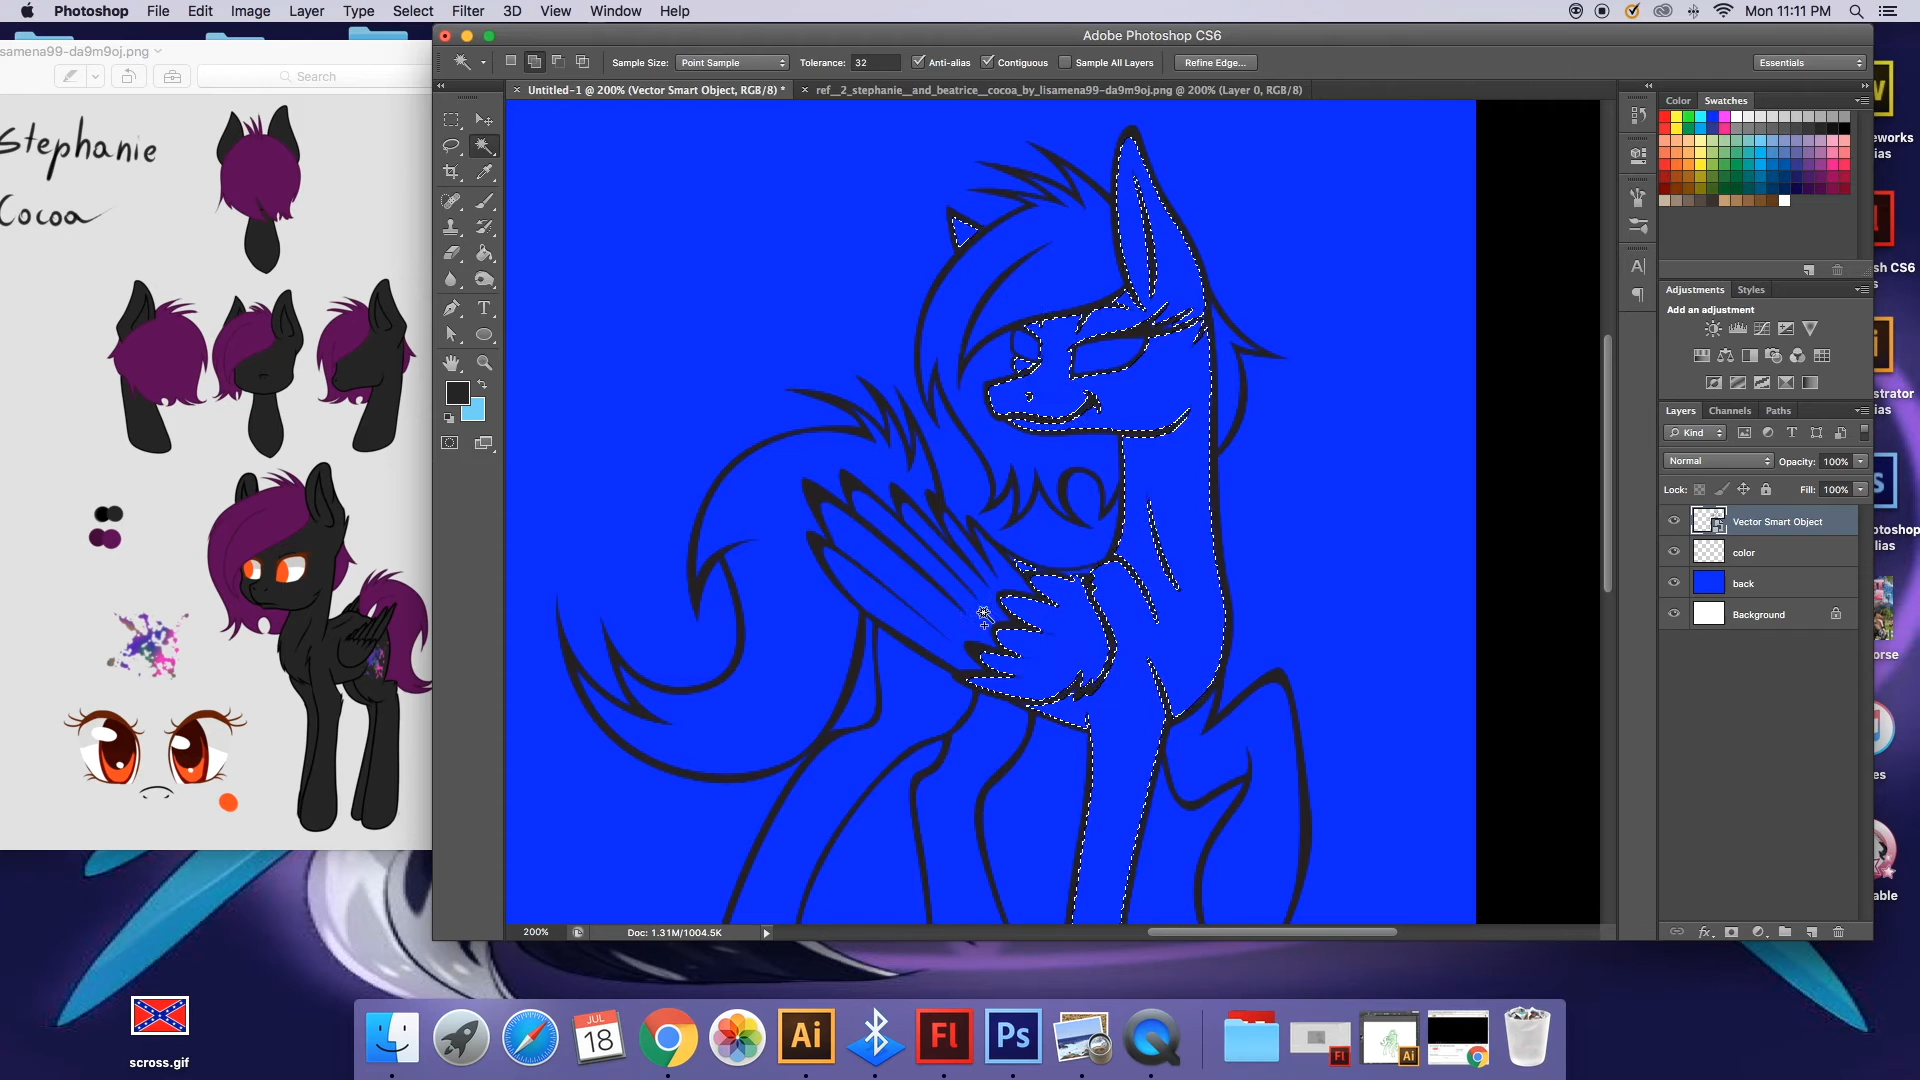 Photoshop File Edit Image Layer Type Select Filter 3D View Window Help
Mon 11:11 PM
Adobe Photoshop CS6
samena99-da9m9oj.png
Search
Sample Size: Point Sample Tolerance: 32 Anti-alias Contiguous Sample All Layers Refine Edge... Essentials
Untitled-1 @ 200% (Vector Smart Object, RGB/8) *
ref__2_stephanie__and_beatrice__cocoa_by_lisamena99-da9m9oj.png @ 200% (Layer 0, RGB/8)
Stephanie
Cocoa
Color Swatches
Adjustments Styles
Add an adjustment
Layers Channels Paths
Kind
Normal Opacity: 100%
Lock: Fill: 100%
Vector Smart Object
color
back
Background
200% Doc: 1.31M/1004.5K
eworks
ias
sh CS6
strator
ias
otoshop
lias
orse
es
able
scross.gif
JUL
18
Ai
Fl
Ps
Fl
Ai